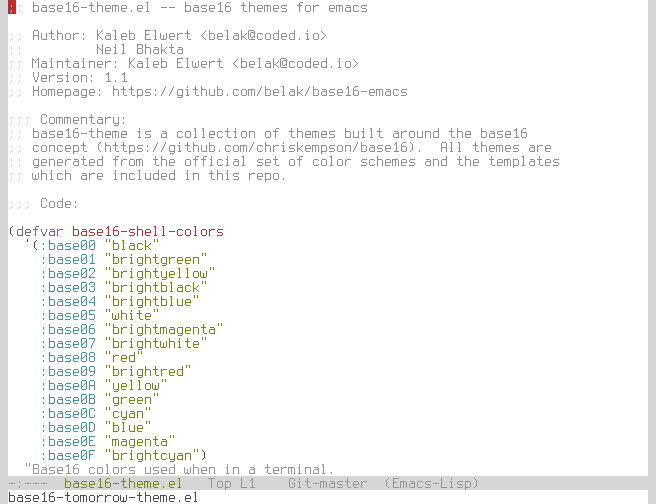 ;; base16-theme.el -- base16 themes for emacs
;; Author: Kaleb Elwert <belak@coded.io>
;;         Neil Bhakta
;; Maintainer: Kaleb Elwert <belak@coded.io>
;; Version: 1.1
;; Homepage: https://github.com/belak/base16-emacs
;;; Commentary:
;; base16-theme is a collection of themes built around the base16
;; concept (https://github.com/chriskempson/base16).  All themes are
;; generated from the official set of color schemes and the templates
;; which are included in this repo.
;;; Code:
(defvar base16-shell-colors
  '(:base00 "black"
    :base01 "brightgreen"
    :base02 "brightyellow"
    :base03 "brightblack"
    :base04 "brightblue"
    :base05 "white"
    :base06 "brightmagenta"
    :base07 "brightwhite"
    :base08 "red"
    :base09 "brightred"
    :base0A "yellow"
    :base0B "green"
    :base0C "cyan"
    :base0D "blue"
    :base0E "magenta"
    :base0F "brightcyan")
  "Base16 colors used when in a terminal.
-:---  base16-theme.el   Top L1    Git-master  (Emacs-Lisp)
base16-tomorrow-theme.el